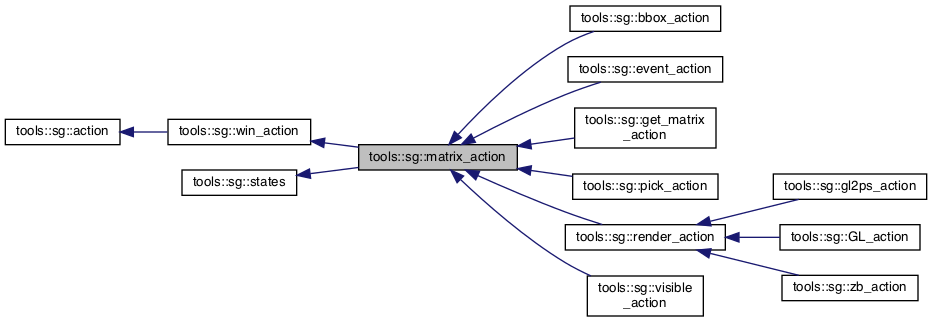 tools::sg::bbox_action
tools::sg::event_action
tools::sg::get_matrix
_action
tools::sg::action
tools::sg::win_action
tools::sg::matrix_action
tools::sg::states
tools::sg::pick_action
tools::sg::gl2ps_action
tools::sg::render_action
tools::sg::GL_action
tools::sg::visible
_action
tools::sg::zb_action